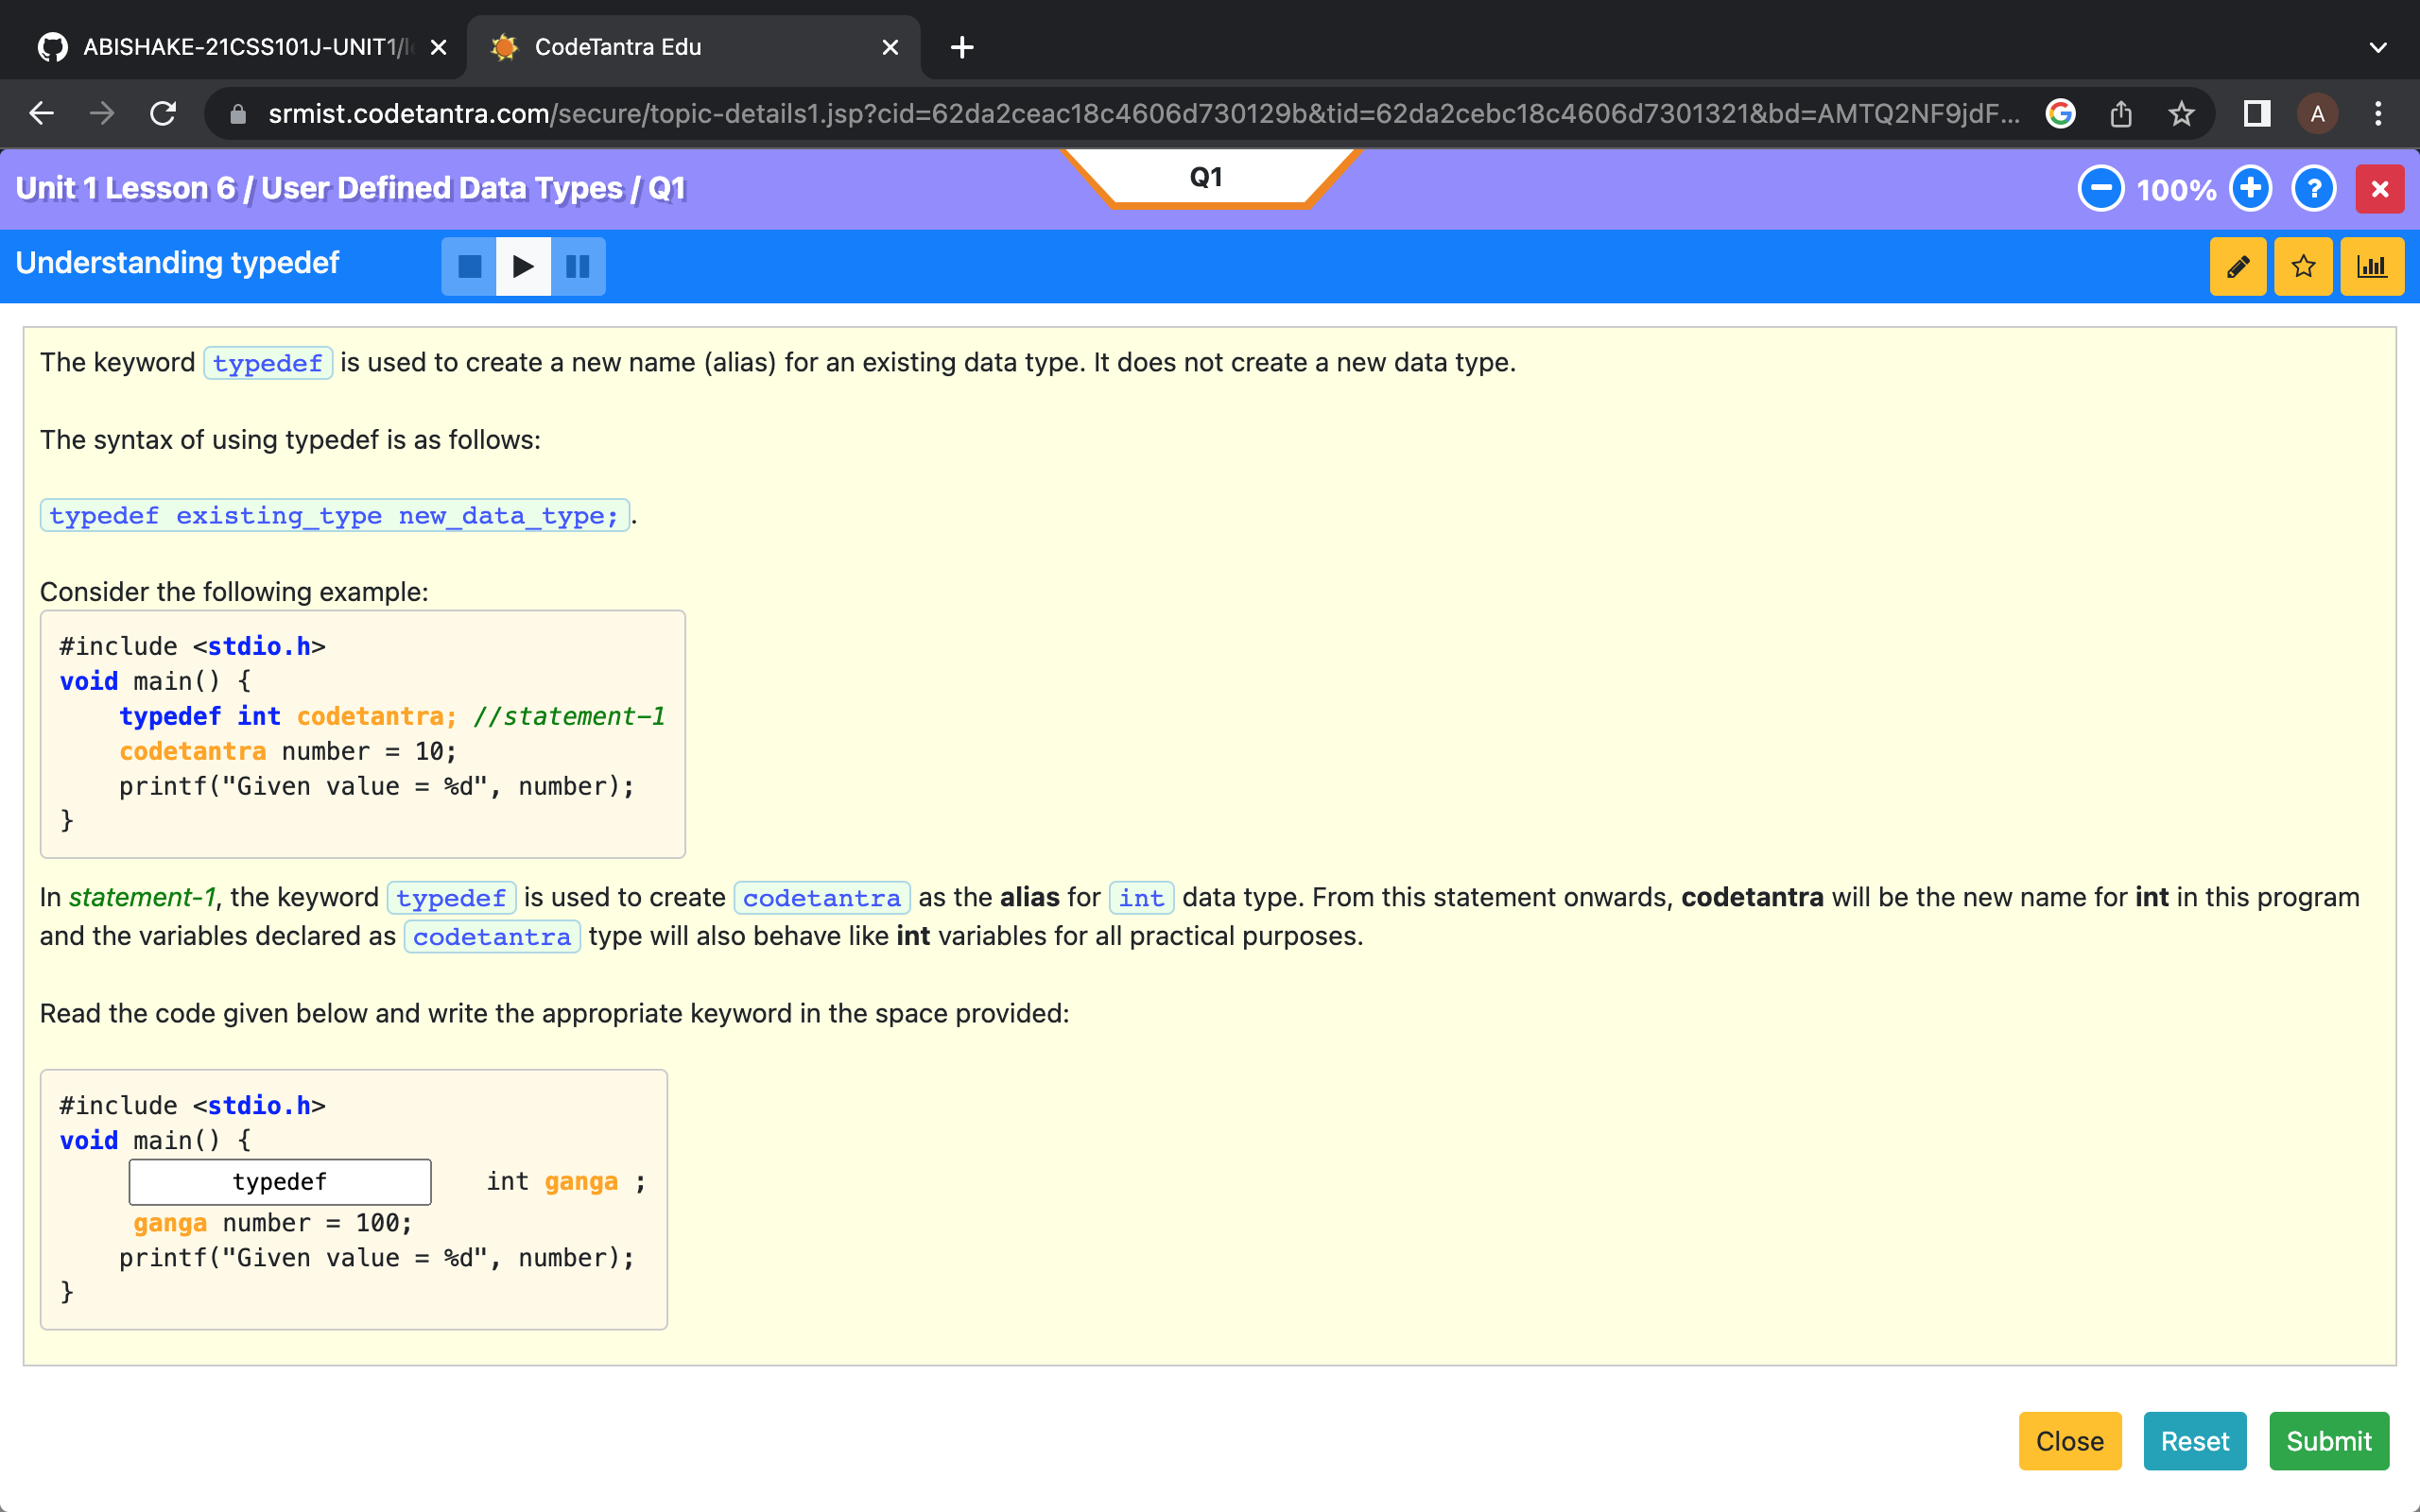 ABISHAKE-21CSS101J-UNIT1/l
CodeTantra Edu
srmist.codetantra.com/secure/topic-details1.jsp?cid=62da2ceac18c4606d730129b&tid=62da2cebc18c4606d7301321&bd=AMTQ2NF9jdF...
A
Unit 1 Lesson 6 / User Defined Data Types / Q1
Q1
100%
?
Understanding typedef
The keyword typedef is used to create a new name (alias) for an existing data type. It does not create a new data type.
The syntax of using typedef is as follows:
typedef existing_type new_data_type;.
Consider the following example:
#include <stdio.h>
void main() {
typedef int codetantra; //statement-1
codetantra number = 10;
printf("Given value = %d", number);
}
In statement-1, the keyword typedef is used to create codetantra as the alias for int data type. From this statement onwards, codetantra will be the new name for int in this program
and the variables declared as codetantra type will also behave like int variables for all practical purposes.
Read the code given below and write the appropriate keyword in the space provided:
#include <stdio.h>
void main() {
typedef int ganga ;
ganga number = 100;
printf("Given value = %d", number);
}
Close Reset Submit